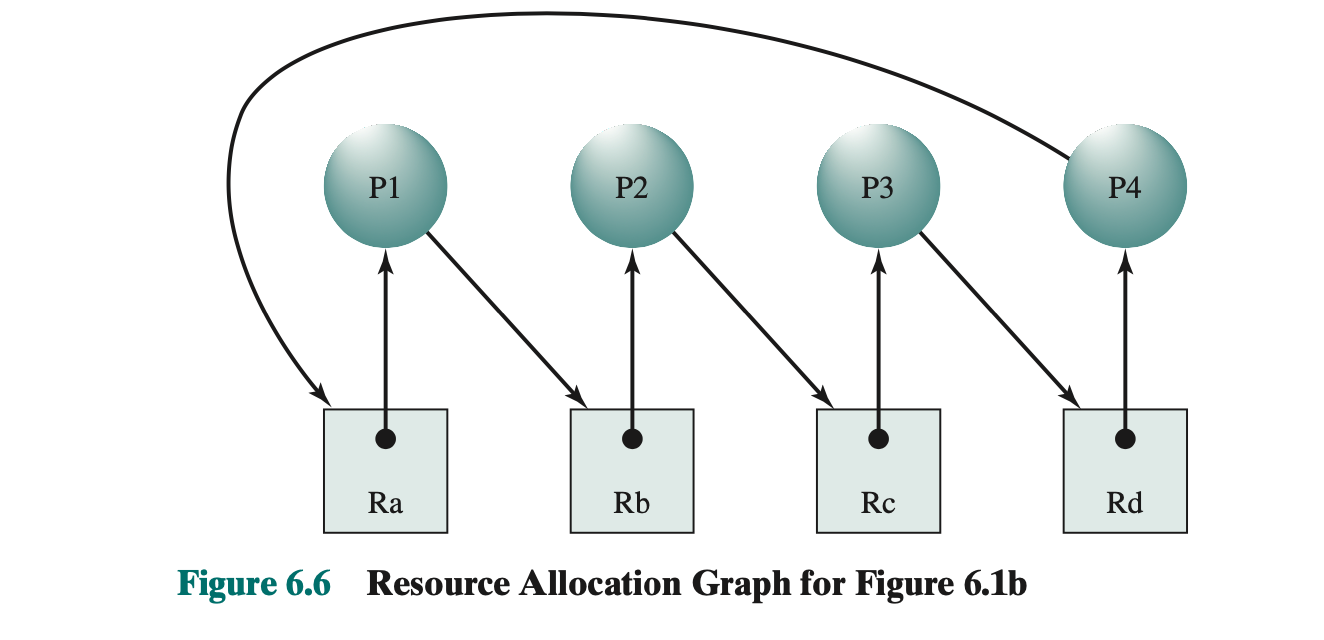 P1 P2 P3 P4
Ra Rb Rc Rd
Figure 6.6 Resource Allocation Graph for Figure 6.1b